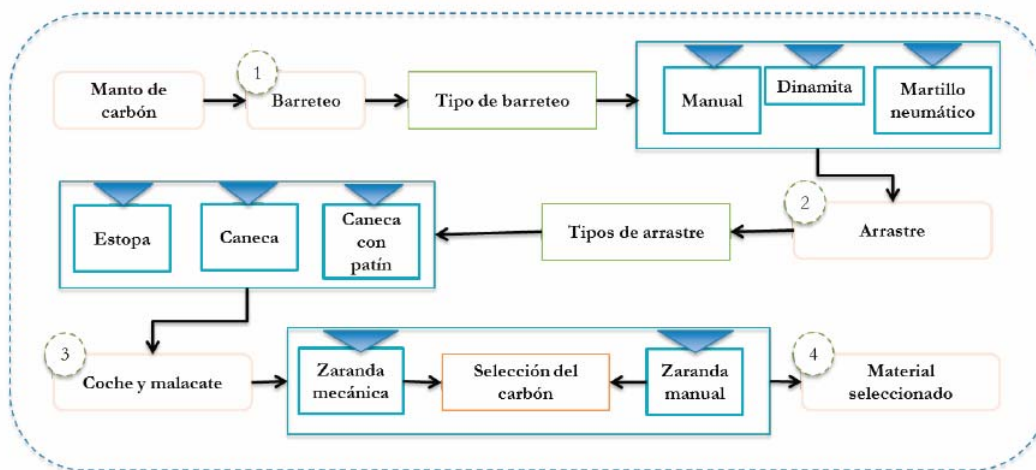 Manto de
carbón
1
Barreteo
Tipo de barreteo
Manual
Dinamita
Martillo
neumático
2
Arrastre
Tipos de arrastre
Caneca
con
patín
Caneca
Estopa
3
Coche y malacate
Zaranda
mecánica
Selección del
carbón
Zaranda
manual
4
Material
seleccionado